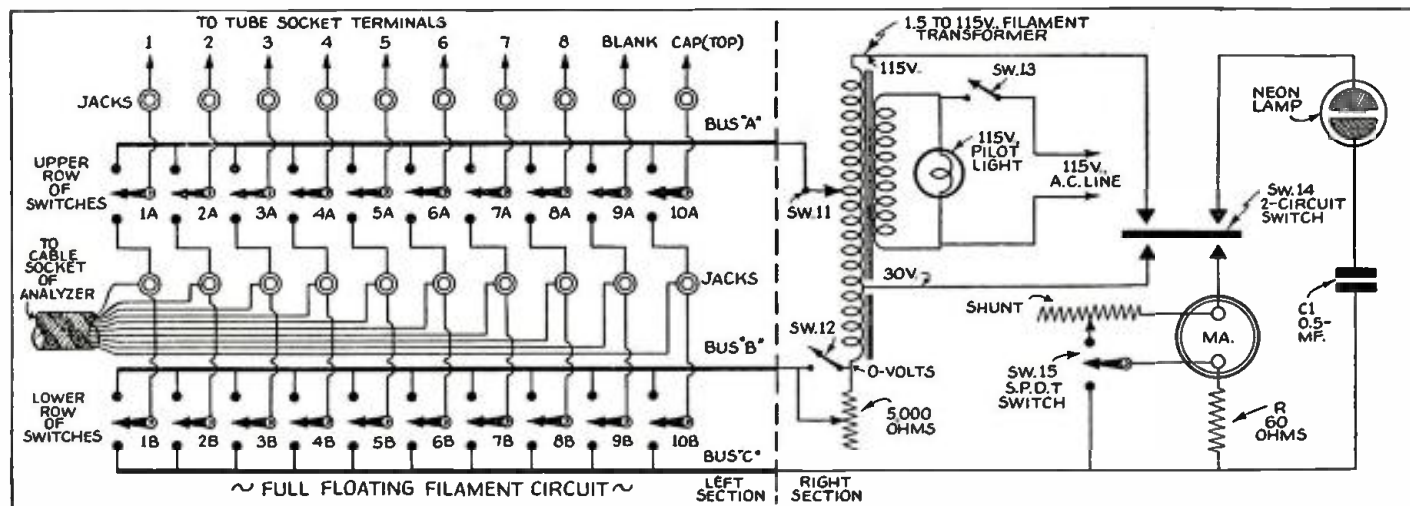 TO TUBE SOCKET TERMINALS
1 2 3 4 5 6 7 8 BLANK CAP(TOP)
JACKS
BUS"A"
UPPER
ROW
OF
SWITCHES
1A 2A 3A 4A 5A 6A 7A 8A 9A 10A
TO
CABLE
SOCKET
OF
ANALYZER
JACKS
BUS"B"
LOWER
ROW
OF
SWITCHES
1B 2B 3B 4B 5B 6B 7B 8B 9B 10B
BUS"C"
~ FULL FLOATING FILAMENT CIRCUIT ~
LEFT
SECTION
RIGHT
SECTION
1.5 TO 115V. FILAMENT
TRANSFORMER
115V.
SW.13
115V.
PILOT
LIGHT
115V.,
A.C. LINE
SW.11
30V.
SW.12
0-VOLTS
5,000
OHMS
NEON
LAMP
SW.14
2-CIRCUIT
SWITCH
SHUNT
MA.
SW.15
S.P.D.T
SWITCH
R
60
OHMS
C1
0.5-
MF.